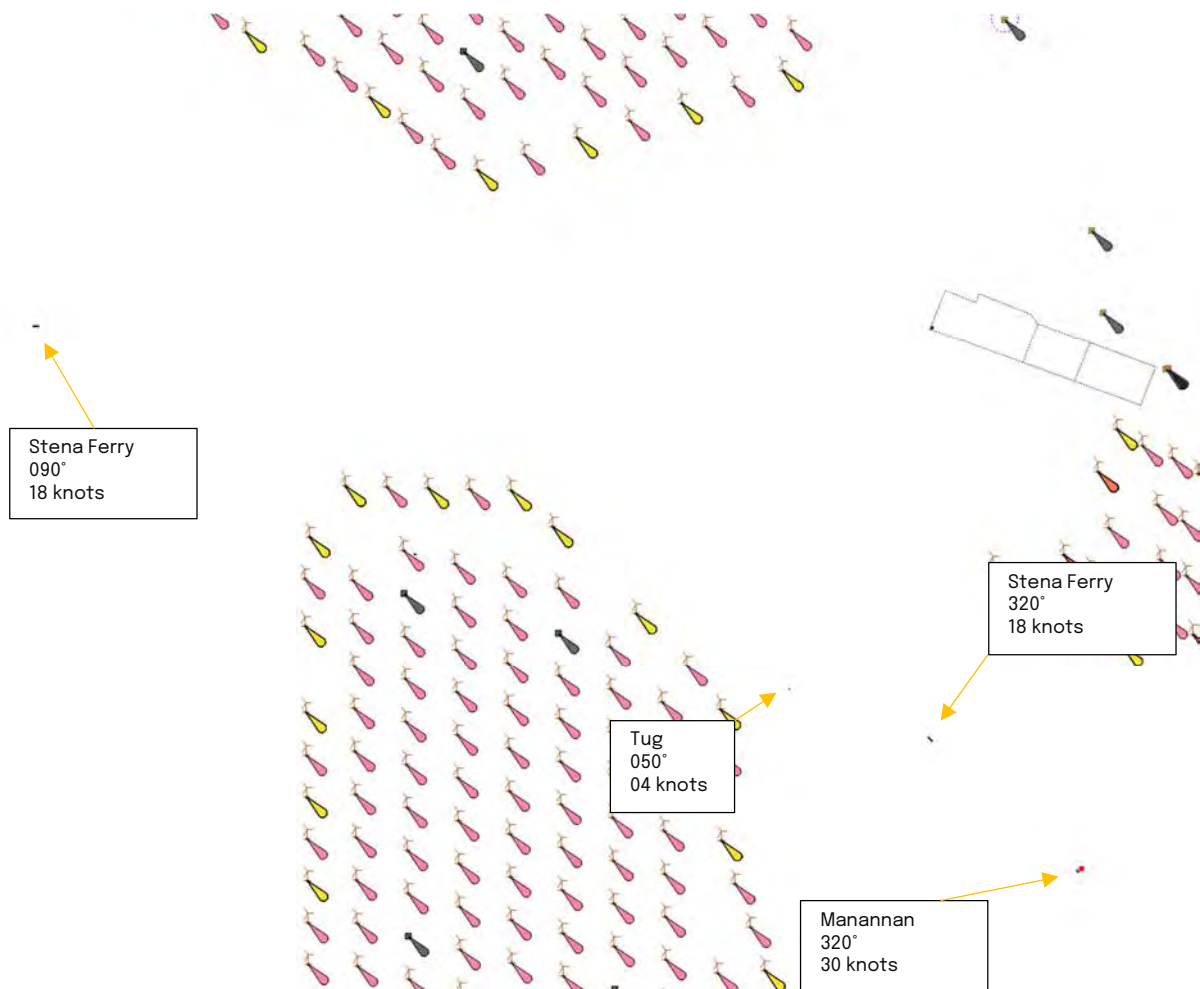 Stena Ferry
090°
18 knots
Stena Ferry
320°
18 knots
Tug
050°
04 knots
Manannan
320°
30 knots